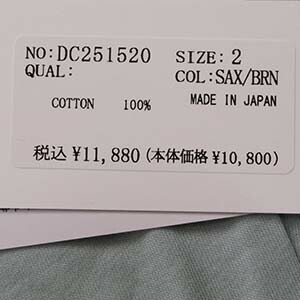 NO:DC251520 SIZE: 2
QUAL: COL:SAX/BRN
COTTON 100% MADE IN JAPAN
税込 ¥11,880(本体価格 ¥10,800)